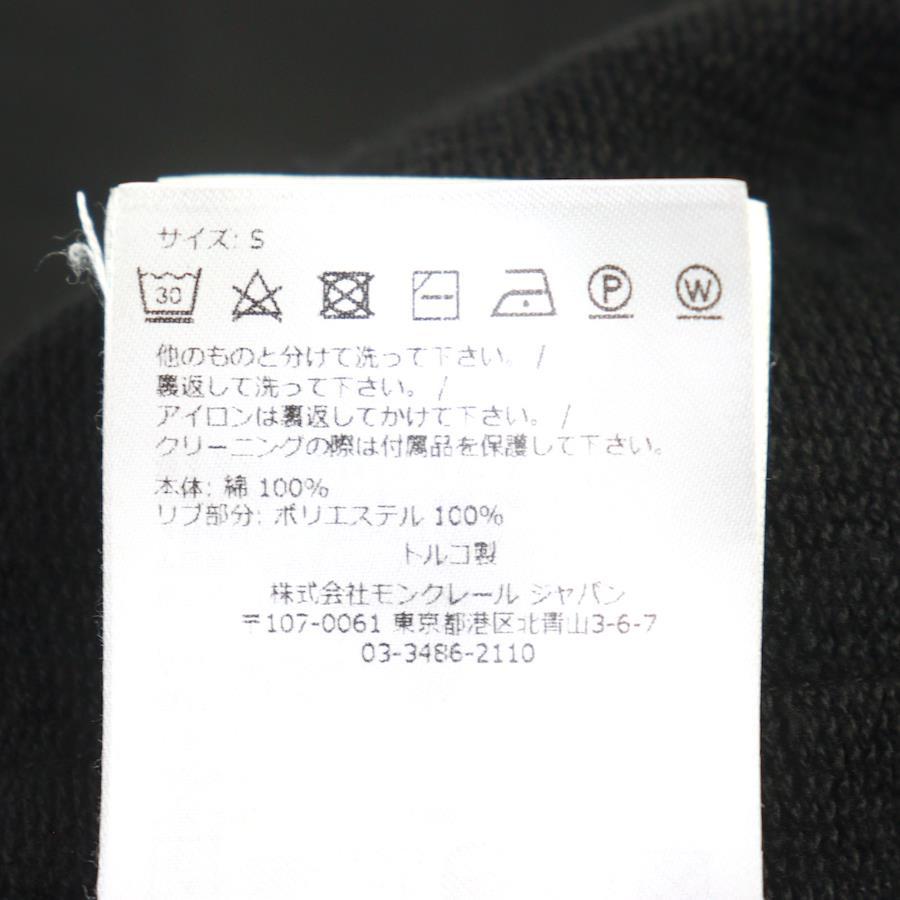 サイズ: S
30 P W
他のものと分けて洗って下さい。 /
裏返して洗って下さい。 /
アイロンは裏返してかけて下さい。 /
クリーニングの際は付属品を保護して下さい。
本体: 綿 100%
リブ部分: ポリエステル 100%
トルコ製
株式会社モンクレール ジャパン
〒107-0061 東京都港区北青山3-6-7
03-3486-2110